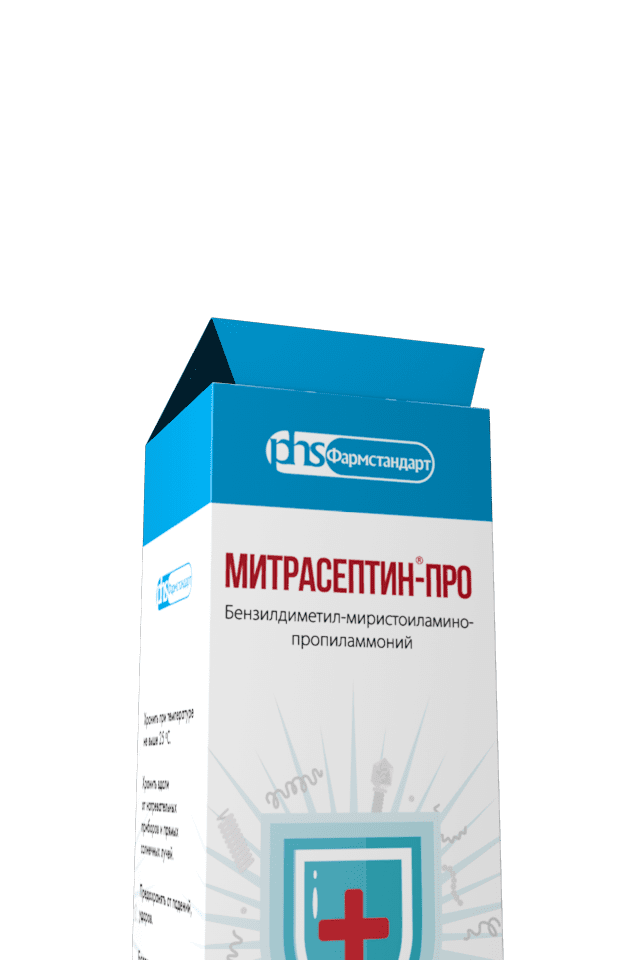 phs Фармстандарт
МИТРАСЕПТИН®-ПРО
Бензилдиметил-миристоиламино-
пропиламмоний
Фармстандарт
Хранить при температуре
не выше 25 °C
Хранить вдали
от нагревательных
приборов и прямых
солнечных лучей.
Предохранять от падений,
ударов.